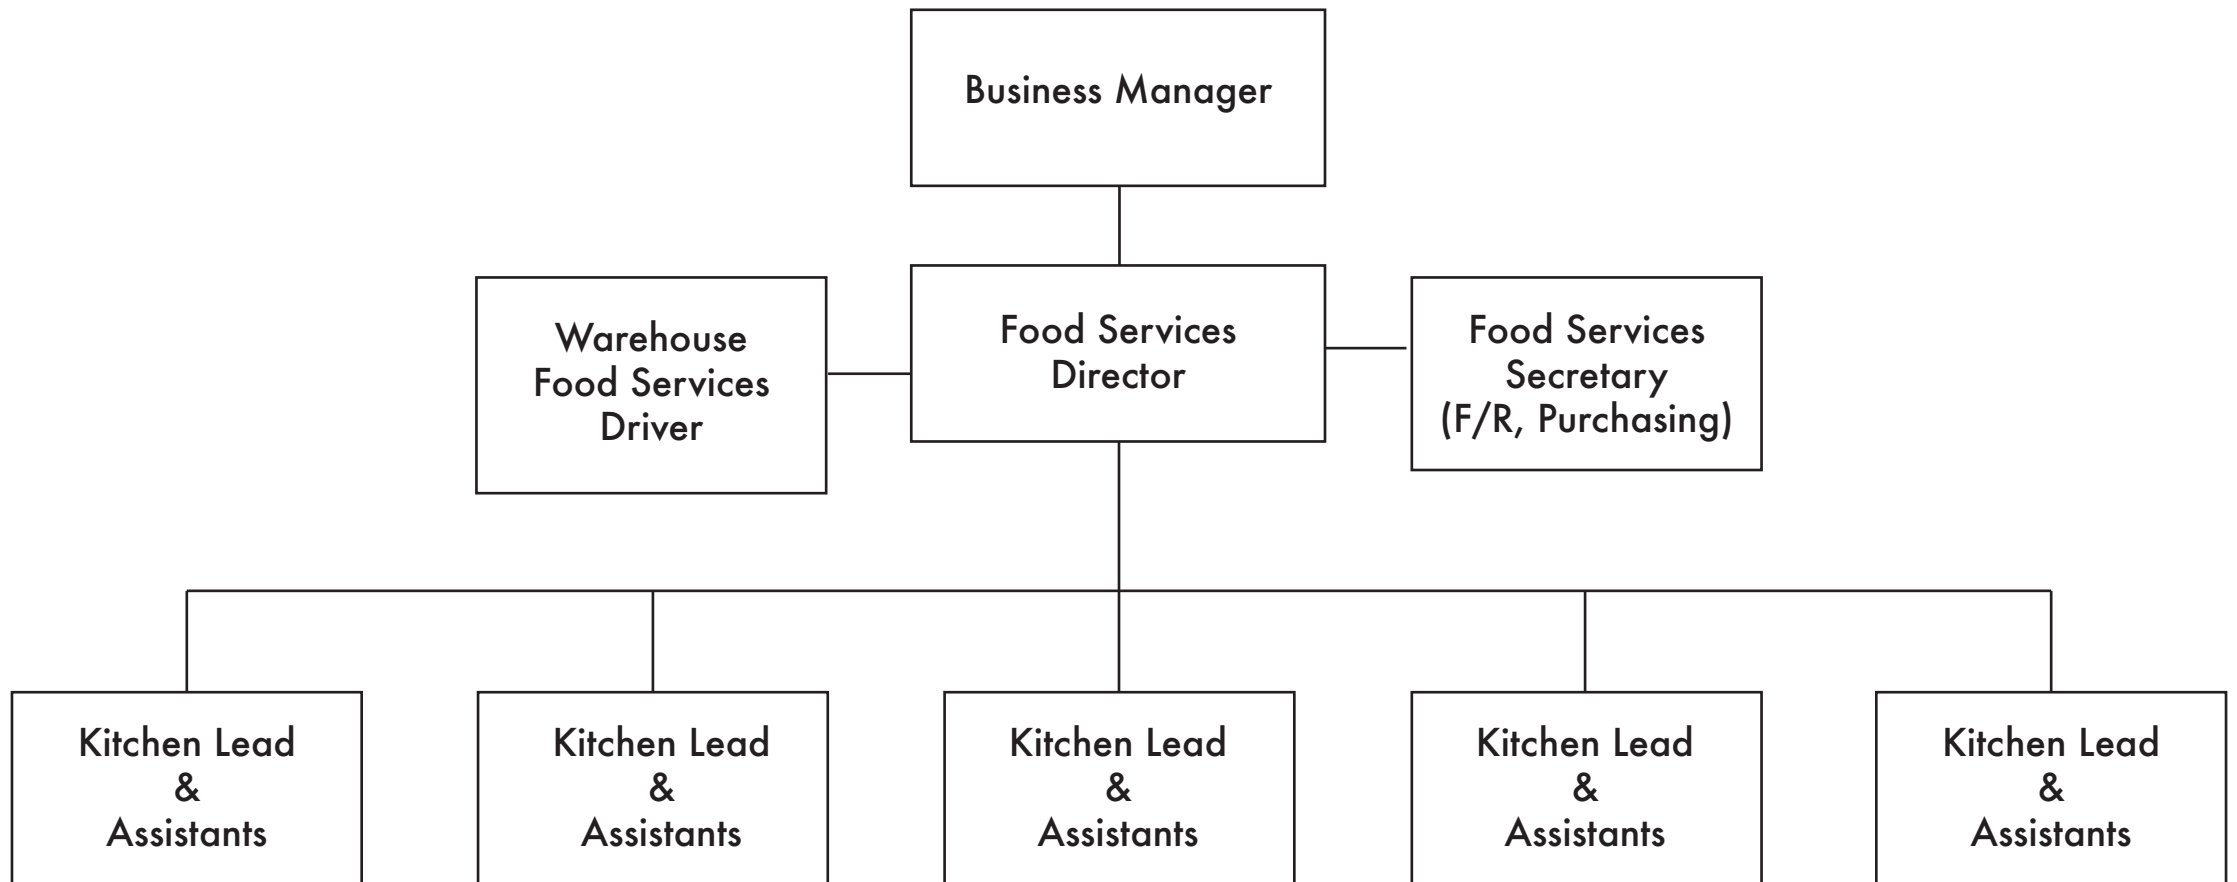 Business Manager
Warehouse
Food Services
Driver
Food Services
Director
Food Services
Secretary
(F/R, Purchasing)
Kitchen Lead
&
Assistants
Kitchen Lead
&
Assistants
Kitchen Lead
&
Assistants
Kitchen Lead
&
Assistants
Kitchen Lead
&
Assistants